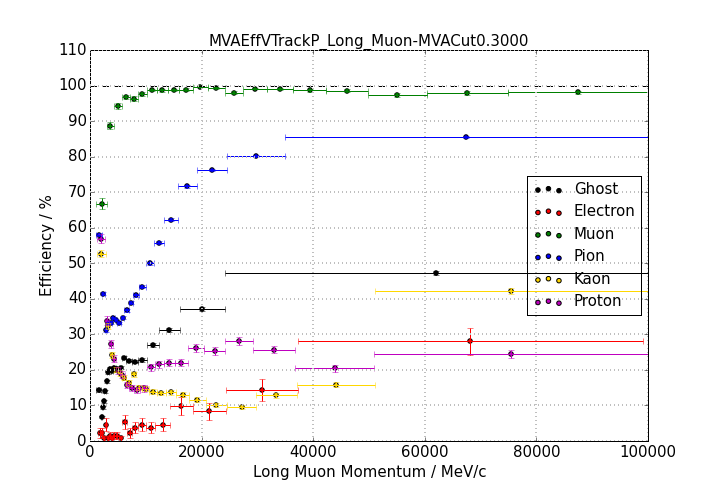 MVAEffVTrackP_Long_Muon-MVACut0.3000
110
100
90
80
70
60
50
40
30
20
10
0
Efficiency / %
Ghost
Electron
Muon
Pion
Kaon
Proton
0 20000 40000 60000 80000 100000
Long Muon Momentum / MeV/c